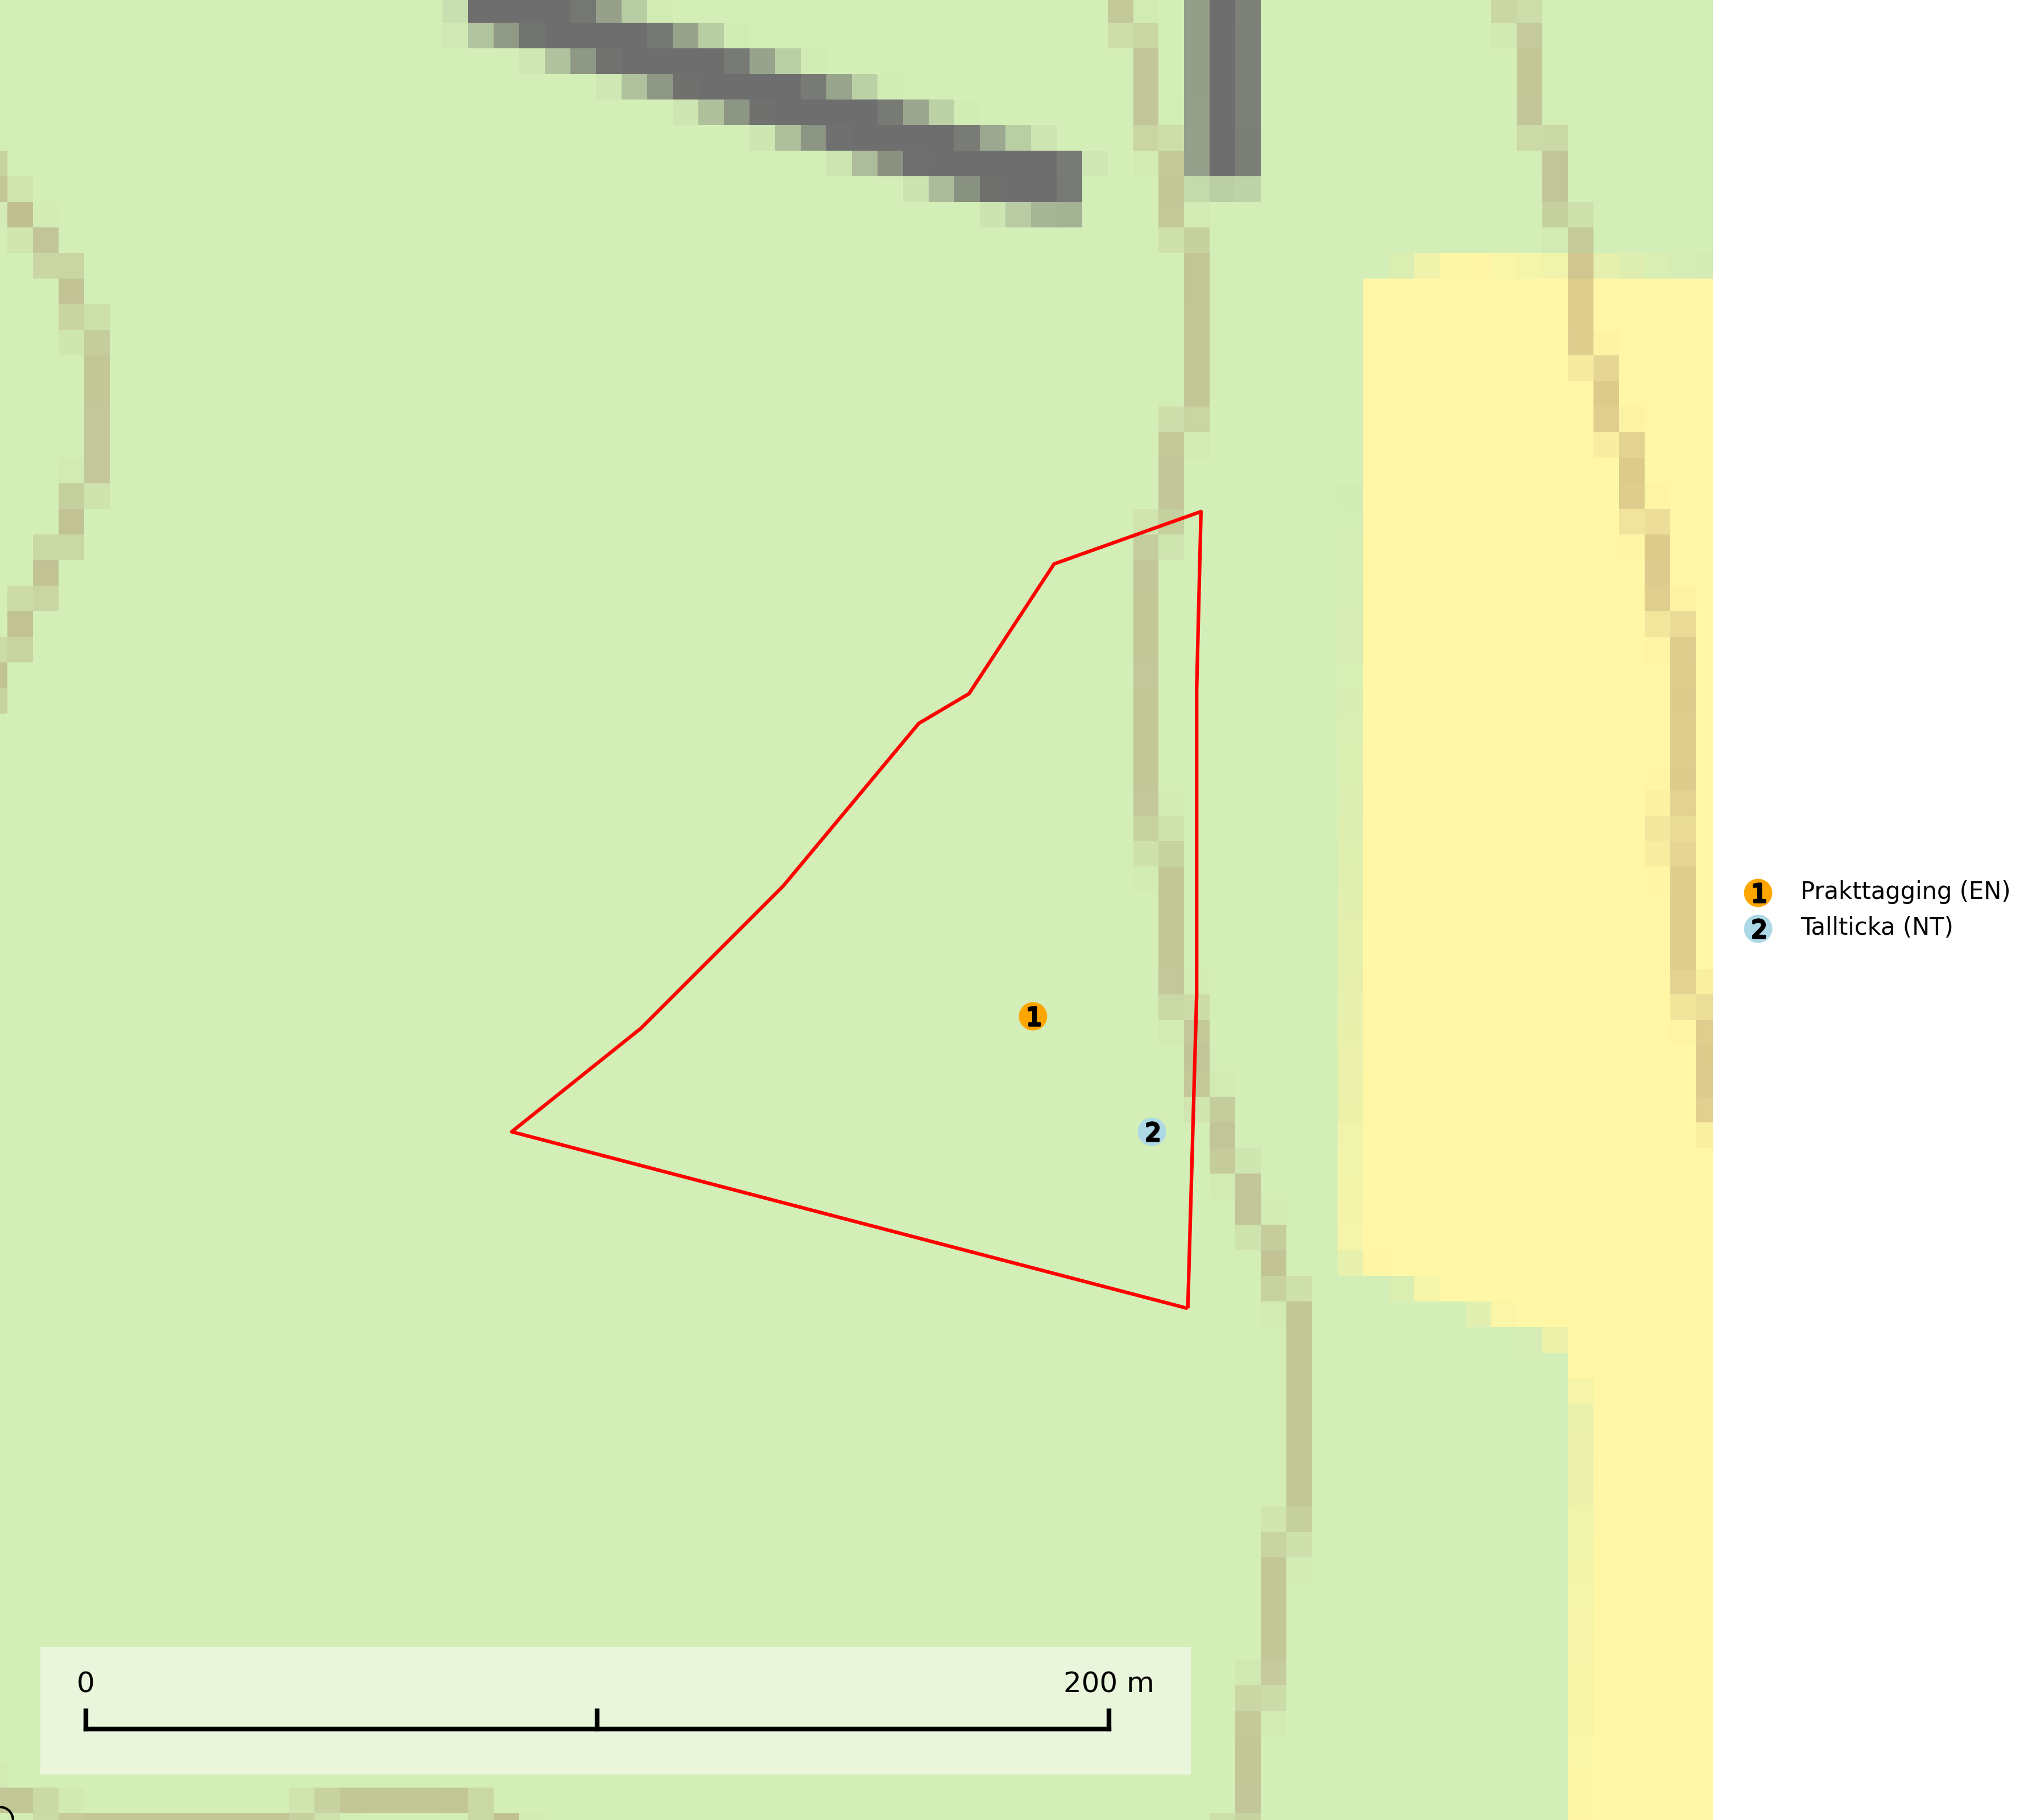 1
2
1 Prakttagging (EN)
2 Tallticka (NT)
0 200 m